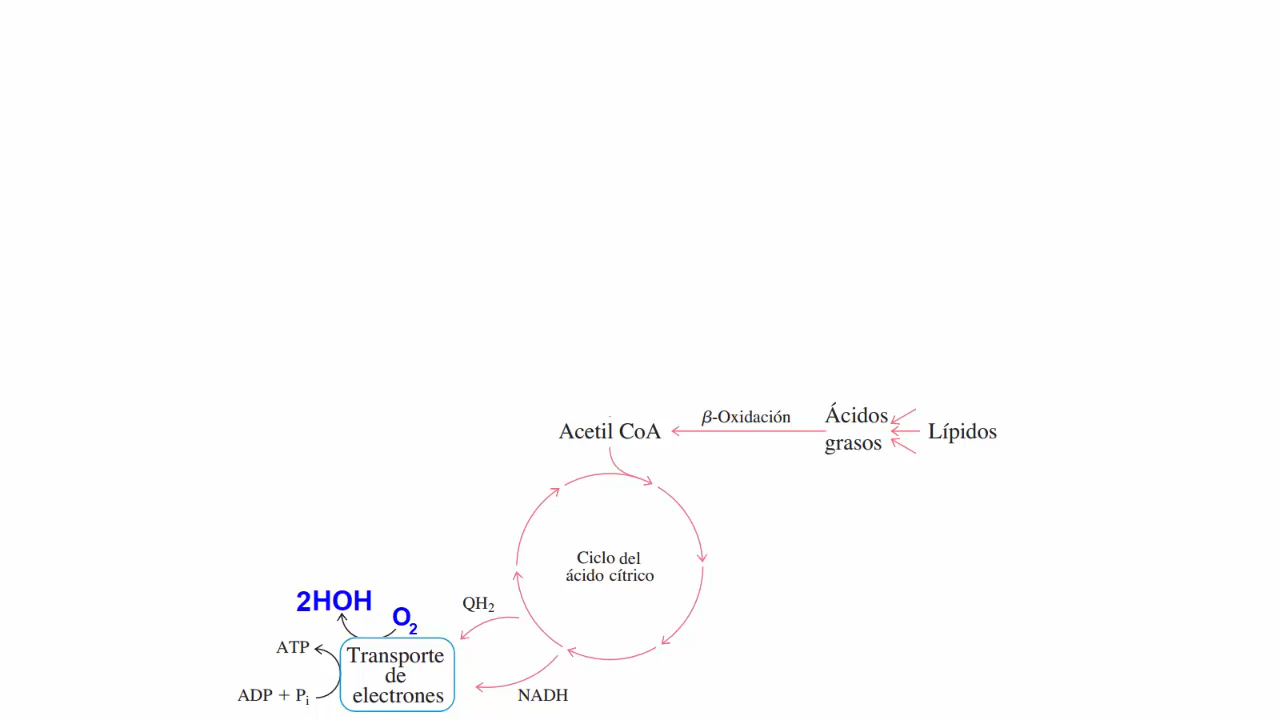 β-Oxidación
Acetil CoA
Ácidos
grasos
Lípidos
Ciclo del
ácido cítrico
2HOH
O2
QH2
ATP
Transporte
de
electrones
ADP + Pi
NADH